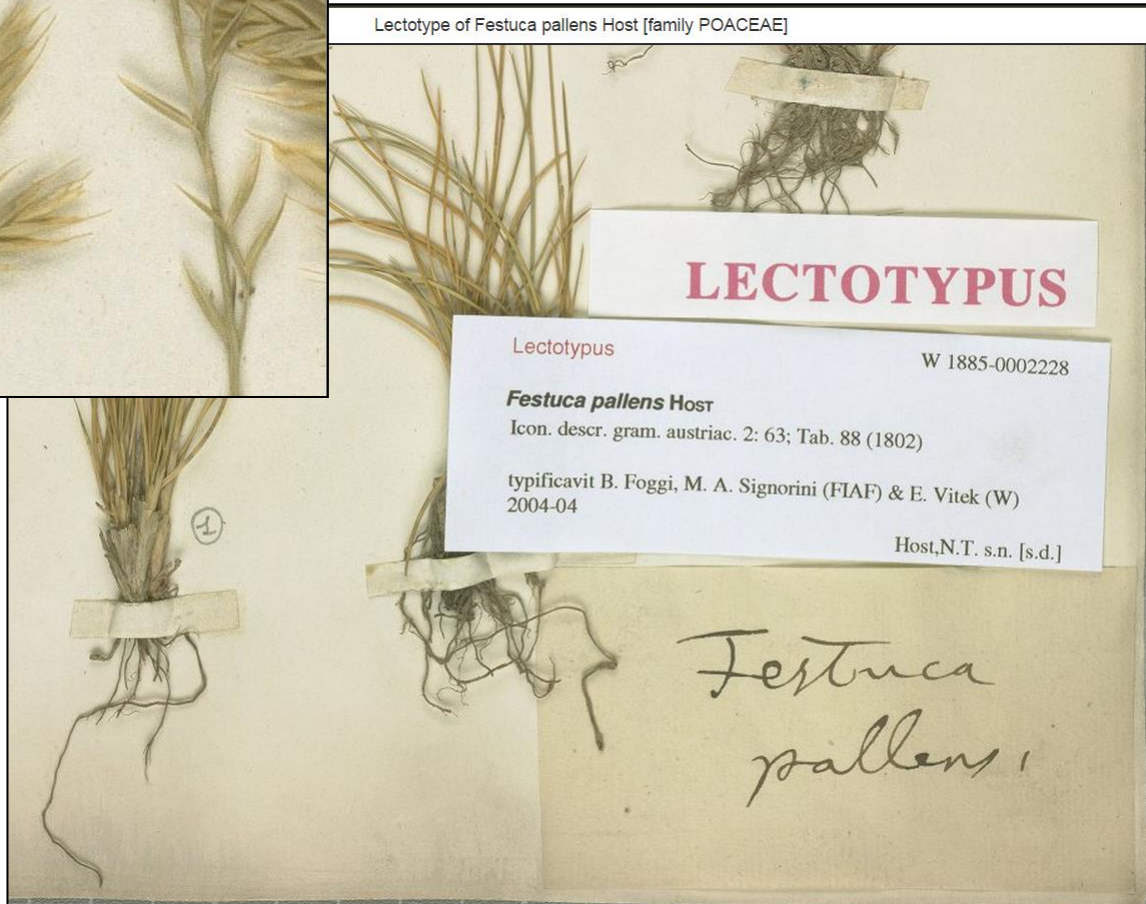 Lectotype of Festuca pallens Host [family POACEAE]
LECTOTYPUS
Lectotypus
W 1885-0002228
Festuca pallens HOST
Icon. descr. gram. austriac. 2: 63; Tab. 88 (1802)
typificavit B. Foggi, M. A. Signorini (FIAF) & E. Vitek (W)
2004-04
Host,N.T. s.n. [s.d.]
1
Festuca
pallens